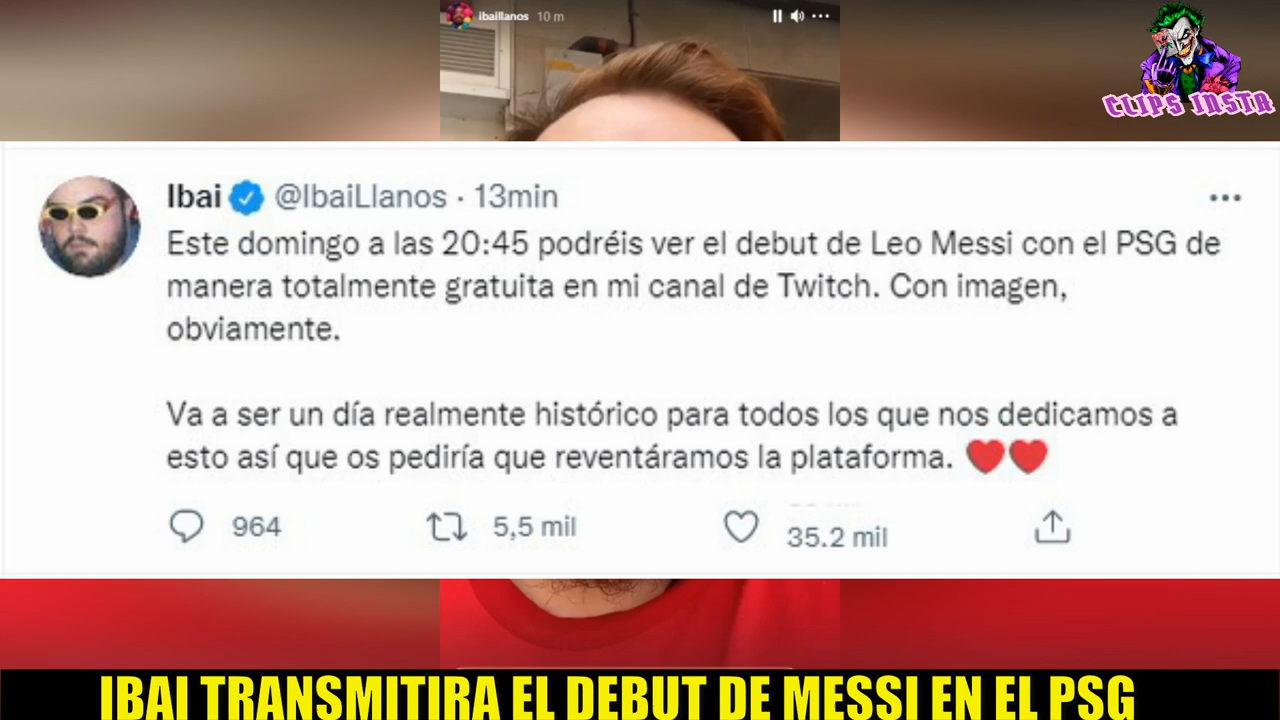 ibaillanos 10 m
CLIPS INSTA
Ibai @IbaiLlanos · 13min
Este domingo a las 20:45 podréis ver el debut de Leo Messi con el PSG de
manera totalmente gratuita en mi canal de Twitch. Con imagen,
obviamente.
Va a ser un día realmente histórico para todos los que nos dedicamos a
esto así que os pediría que reventáramos la plataforma. ❤️❤️
964 5,5 mil 35.2 mil
IBAI TRANSMITIRA EL DEBUT DE MESSI EN EL PSG